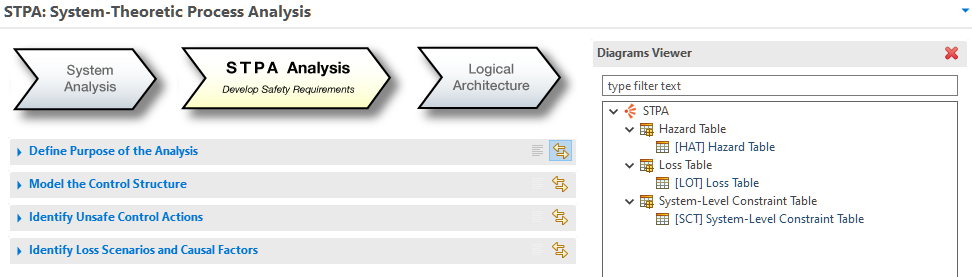 STPA: System-Theoretic Process Analysis
System
Analysis
STPA Analysis
Develop Safety Requirements
Logical
Architecture
Define Purpose of the Analysis
Model the Control Structure
Identify Unsafe Control Actions
Identify Loss Scenarios and Causal Factors
Diagrams Viewer
type filter text
STPA
Hazard Table
[HAT] Hazard Table
Loss Table
[LOT] Loss Table
System-Level Constraint Table
[SCT] System-Level Constraint Table